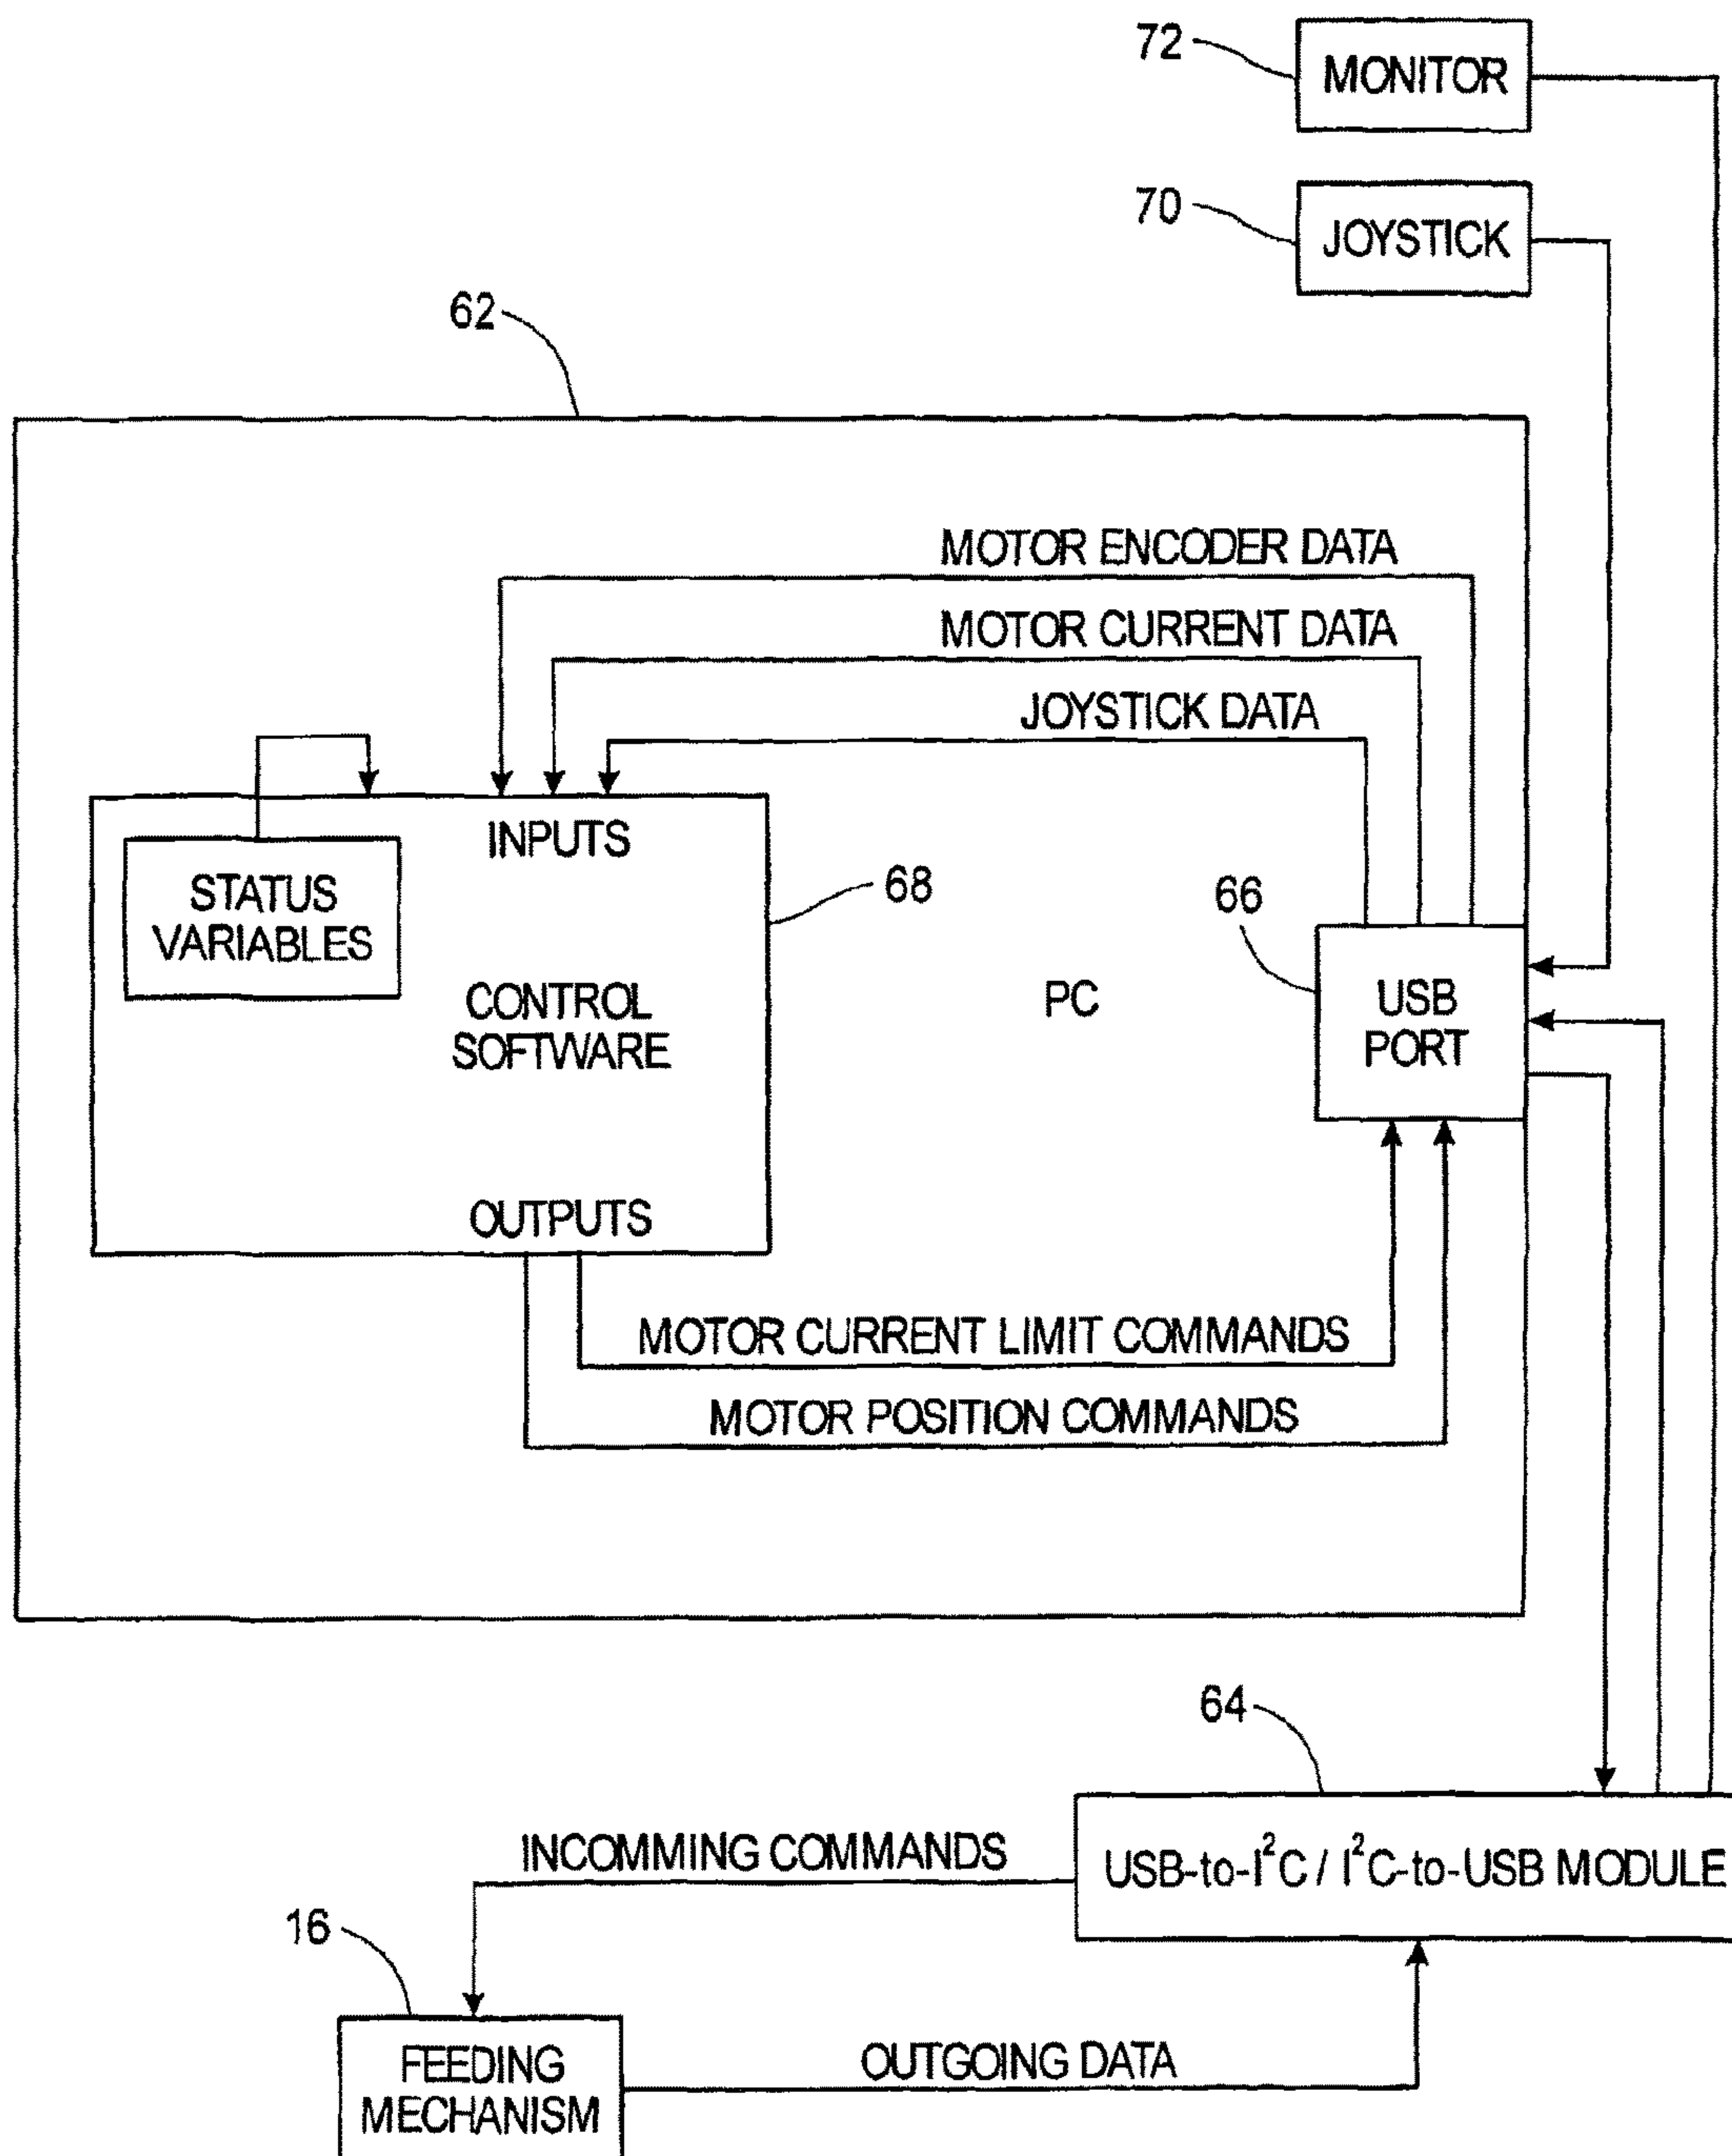 72
MONITOR
70
JOYSTICK
62
MOTOR ENCODER DATA
MOTOR CURRENT DATA
JOYSTICK DATA
INPUTS
STATUS
VARIABLES
68
66
CONTROL
SOFTWARE
PC
USB
PORT
OUTPUTS
MOTOR CURRENT LIMIT COMMANDS
MOTOR POSITION COMMANDS
64
INCOMMING COMMANDS
USB-to-I²C / I²C-to-USB MODULE
16
FEEDING
MECHANISM
OUTGOING DATA